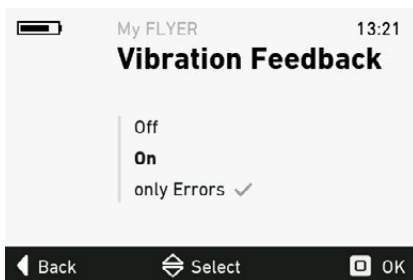 My FLYER 13:21
Vibration Feedback
Off
On
only Errors
Back Select OK